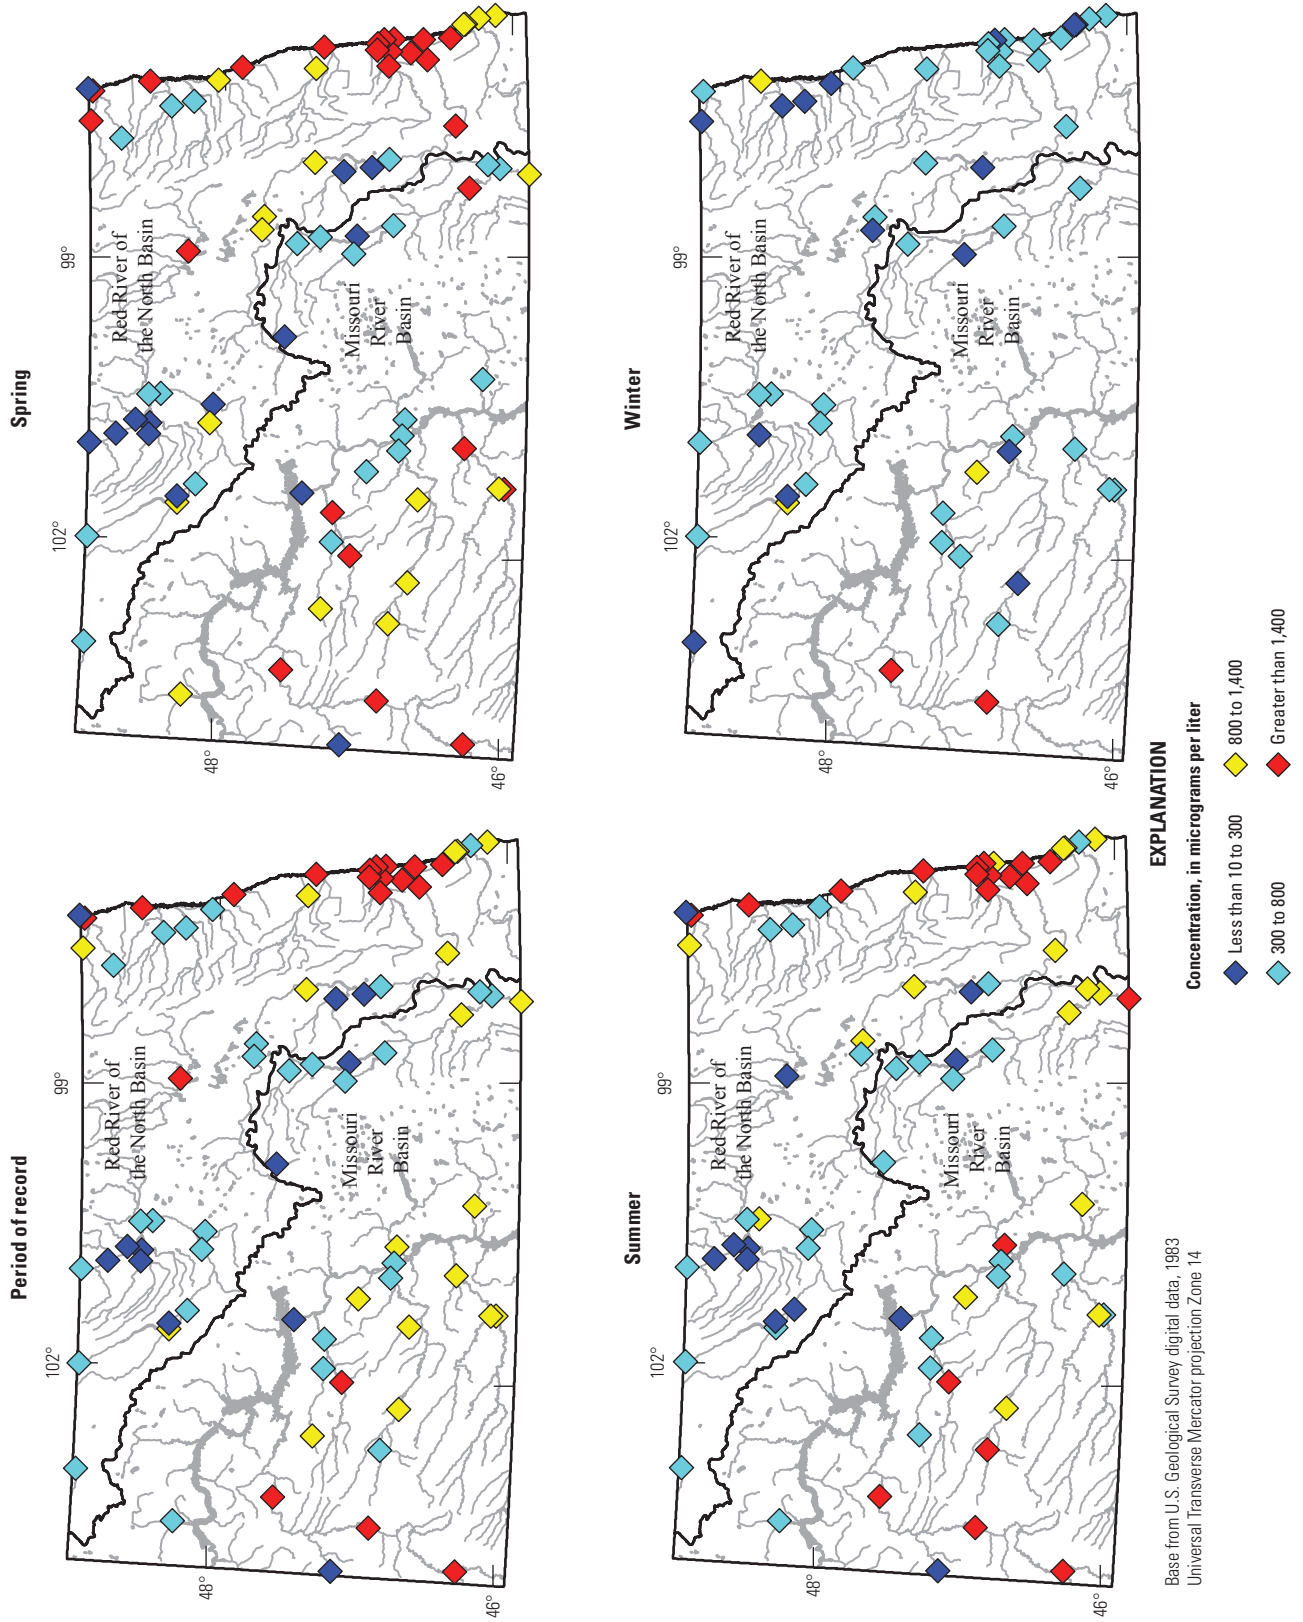 Period of record
Spring
102°
99°
48°
46°
Red River of
the North Basin
Missouri
River
Basin
102°
99°
48°
46°
Red River of
the North Basin
Missouri
River
Basin
Summer
Winter
102°
99°
48°
46°
Red River of
the North Basin
Missouri
River
Basin
102°
99°
48°
46°
Red River of
the North Basin
Missouri
River
Basin
Base from U.S. Geological Survey digital data, 1983
Universal Transverse Mercator projection Zone 14
EXPLANATION
Concentration, in micrograms per liter
Less than 10 to 300
800 to 1,400
300 to 800
Greater than 1,400